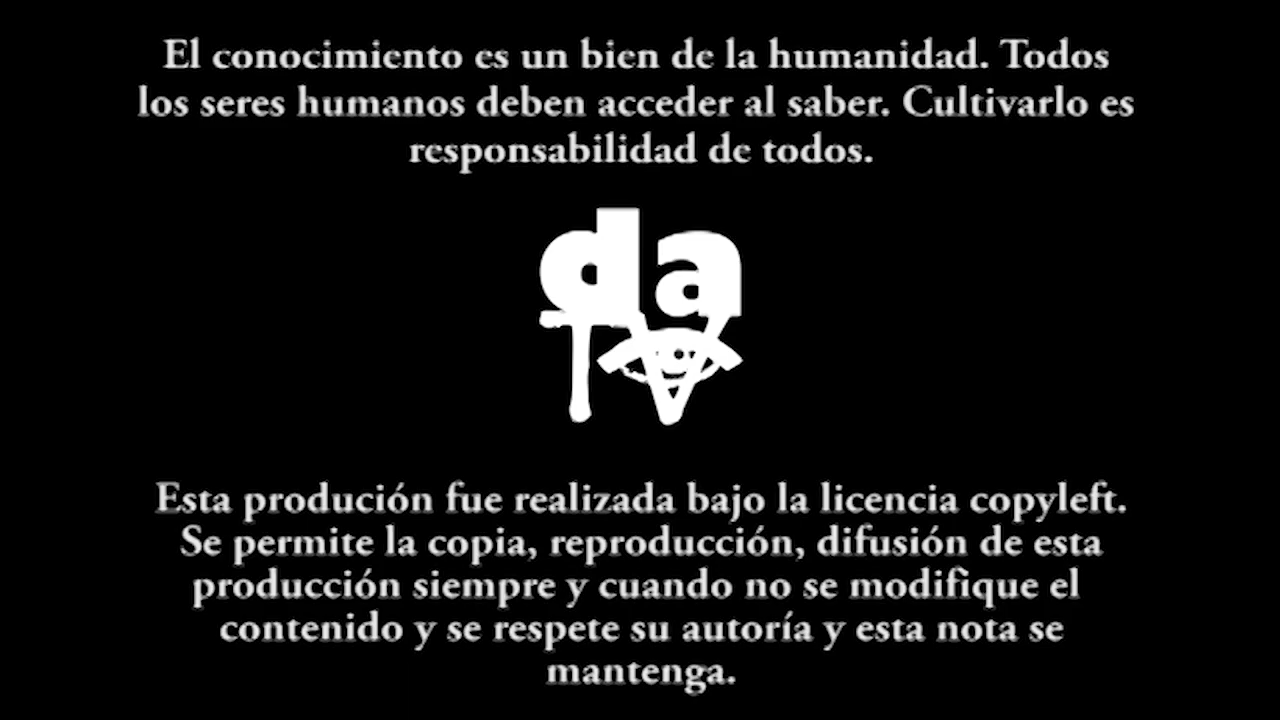 El conocimiento es un bien de la humanidad. Todos
los seres humanos deben acceder al saber. Cultivarlo es
responsabilidad de todos.
da
TV
Esta produción fue realizada bajo la licencia copyleft.
Se permite la copia, reproducción, difusión de esta
producción siempre y cuando no se modifique el
contenido y se respete su autoría y esta nota se
mantenga.